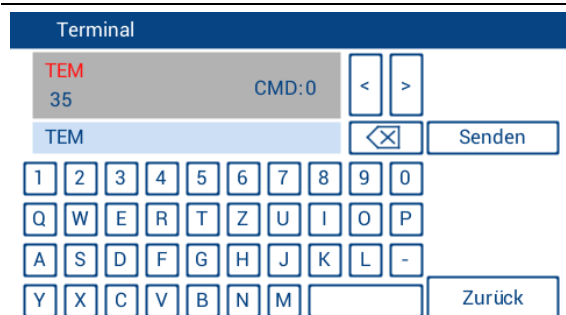 Terminal
TEM
35
CMD:0
< >
TEM
Senden
1 2 3 4 5 6 7 8 9 0
Q W E R T Z U I O P
A S D F G H J K L -
Y X C V B N M
Zurück